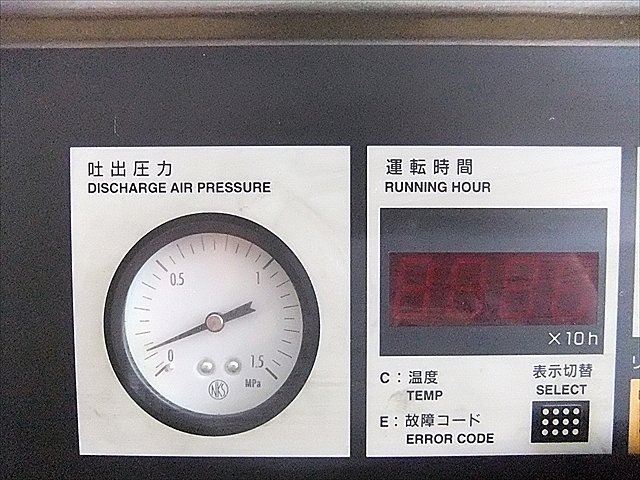 吐出圧力
DISCHARGE AIR PRESSURE
0.5
1
0
1.5
MPa
NKS
運転時間
RUNNING HOUR
×10h
C：温度
TEMP
E：故障コード
ERROR CODE
表示切替
SELECT